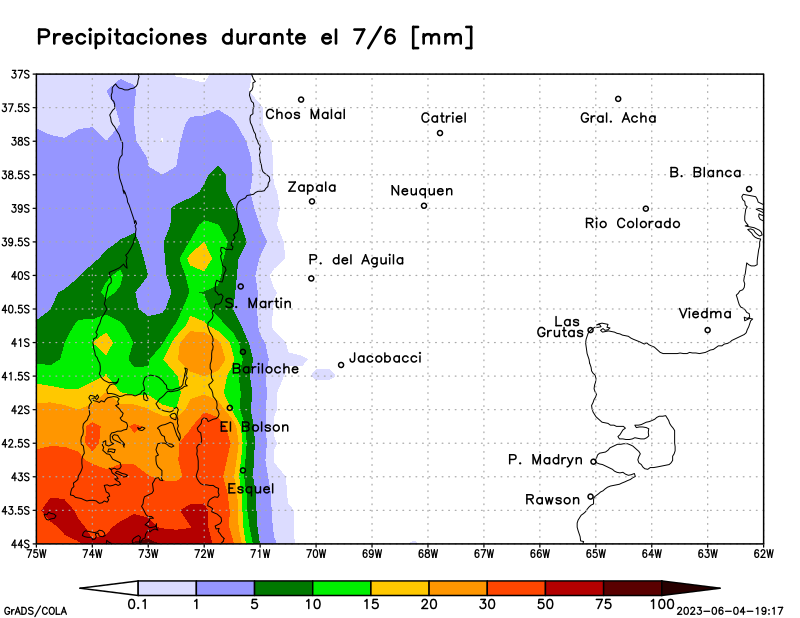 Precipitaciones durante el 7/6 [mm]
37S
37.5S
38S
38.5S
39S
39.5S
40S
40.5S
41S
41.5S
42S
42.5S
43S
43.5S
44S
Chos Malal
Catriel
Gral. Acha
B. Blanca
Zapala
Neuquen
Rio Colorado
P. del Aguila
S. Martin
Viedma
Las
Grutas
Jacobacci
Bariloche
El Bolson
P. Madryn
Esquel
Rawson
75W 74W 73W 72W 71W 70W 69W 68W 67W 66W 65W 64W 63W 62W
0.1 1 5 10 15 20 30 50 75 100
GrADS/COLA
2023-06-04-19:17